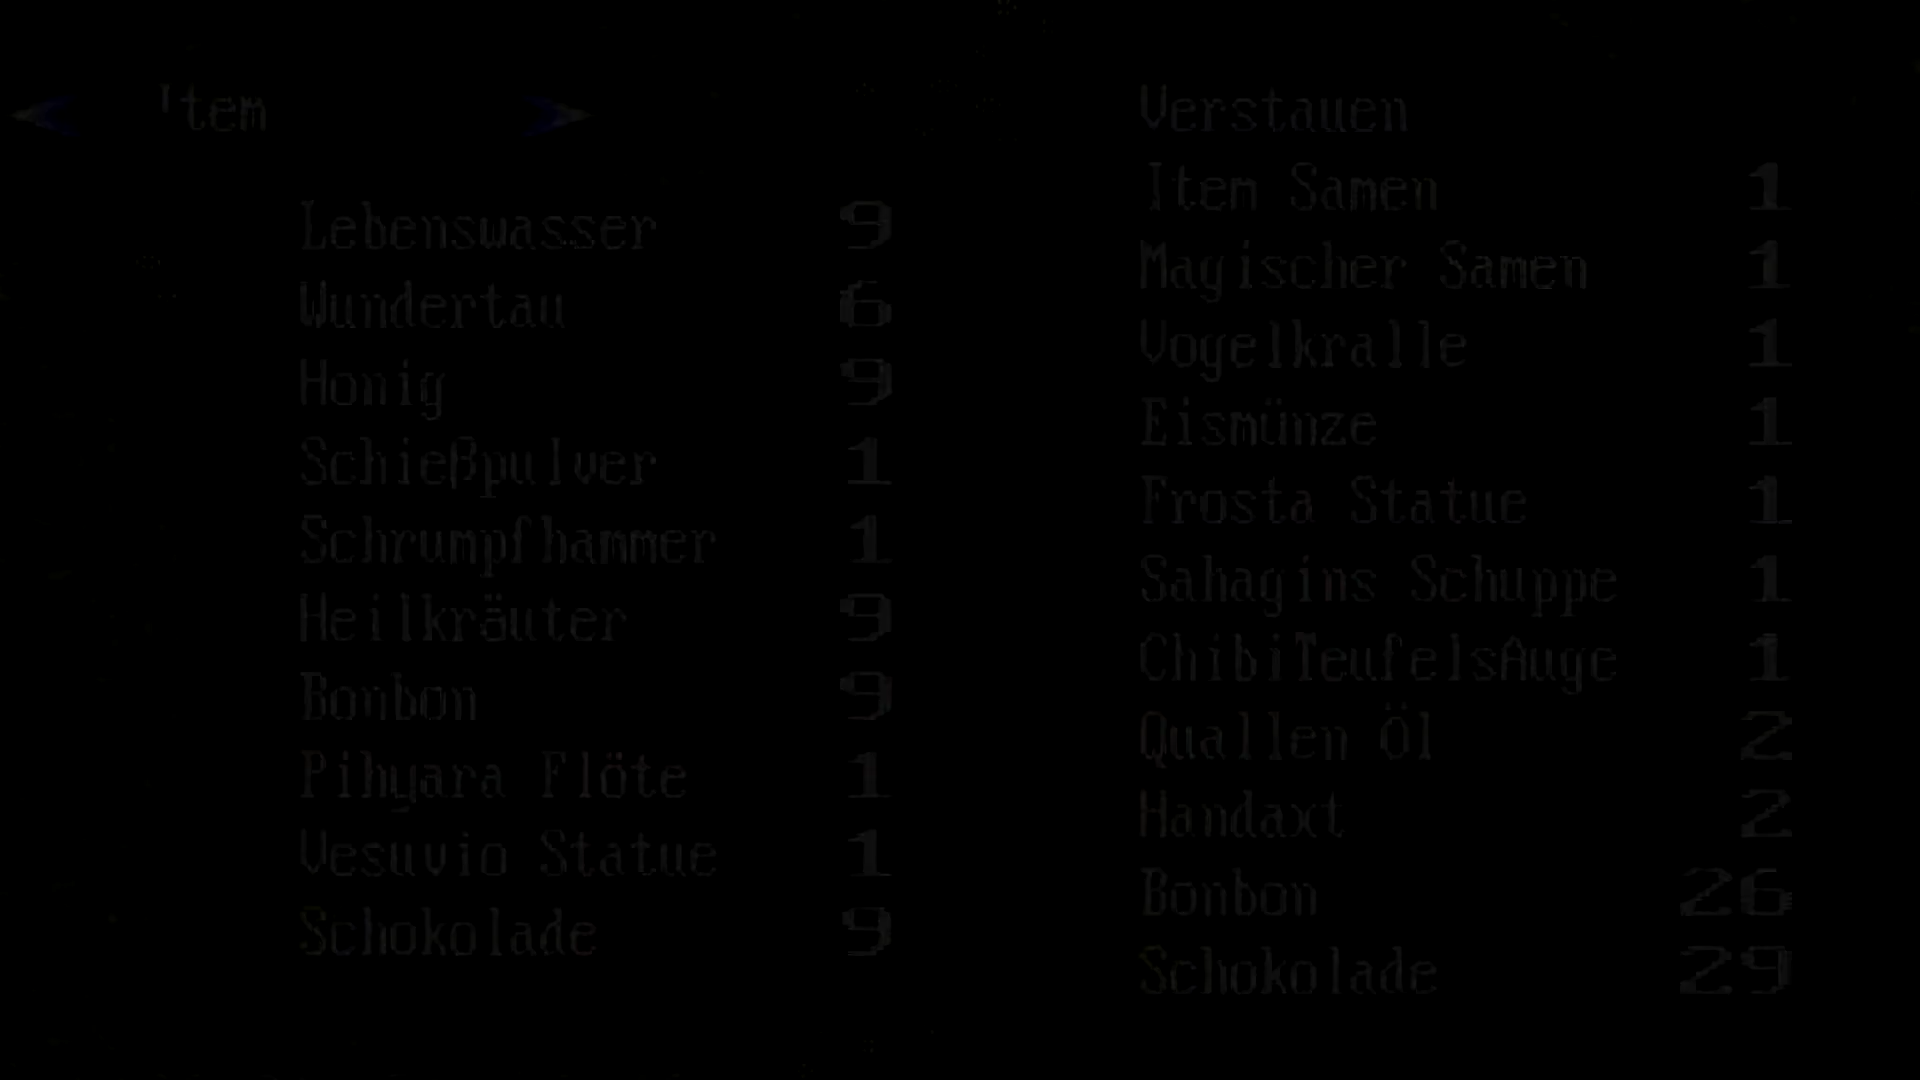 Item
Lebenswasser 9
Wundertau 6
Honig 9
Schießpulver 1
Schrumpfhammer 1
Heilkräuter 9
Bonbon 9
Pihyara Flöte 1
Vesuvio Statue 1
Schokolade 9
Verstauen
Item Samen 1
Magischer Samen 1
Vogelkralle 1
Eismünze 1
Frosta Statue 1
Sahagins Schuppe 1
ChibiTeufelsAuge 1
Quallen Öl 2
Handaxt 2
Bonbon 26
Schokolade 29